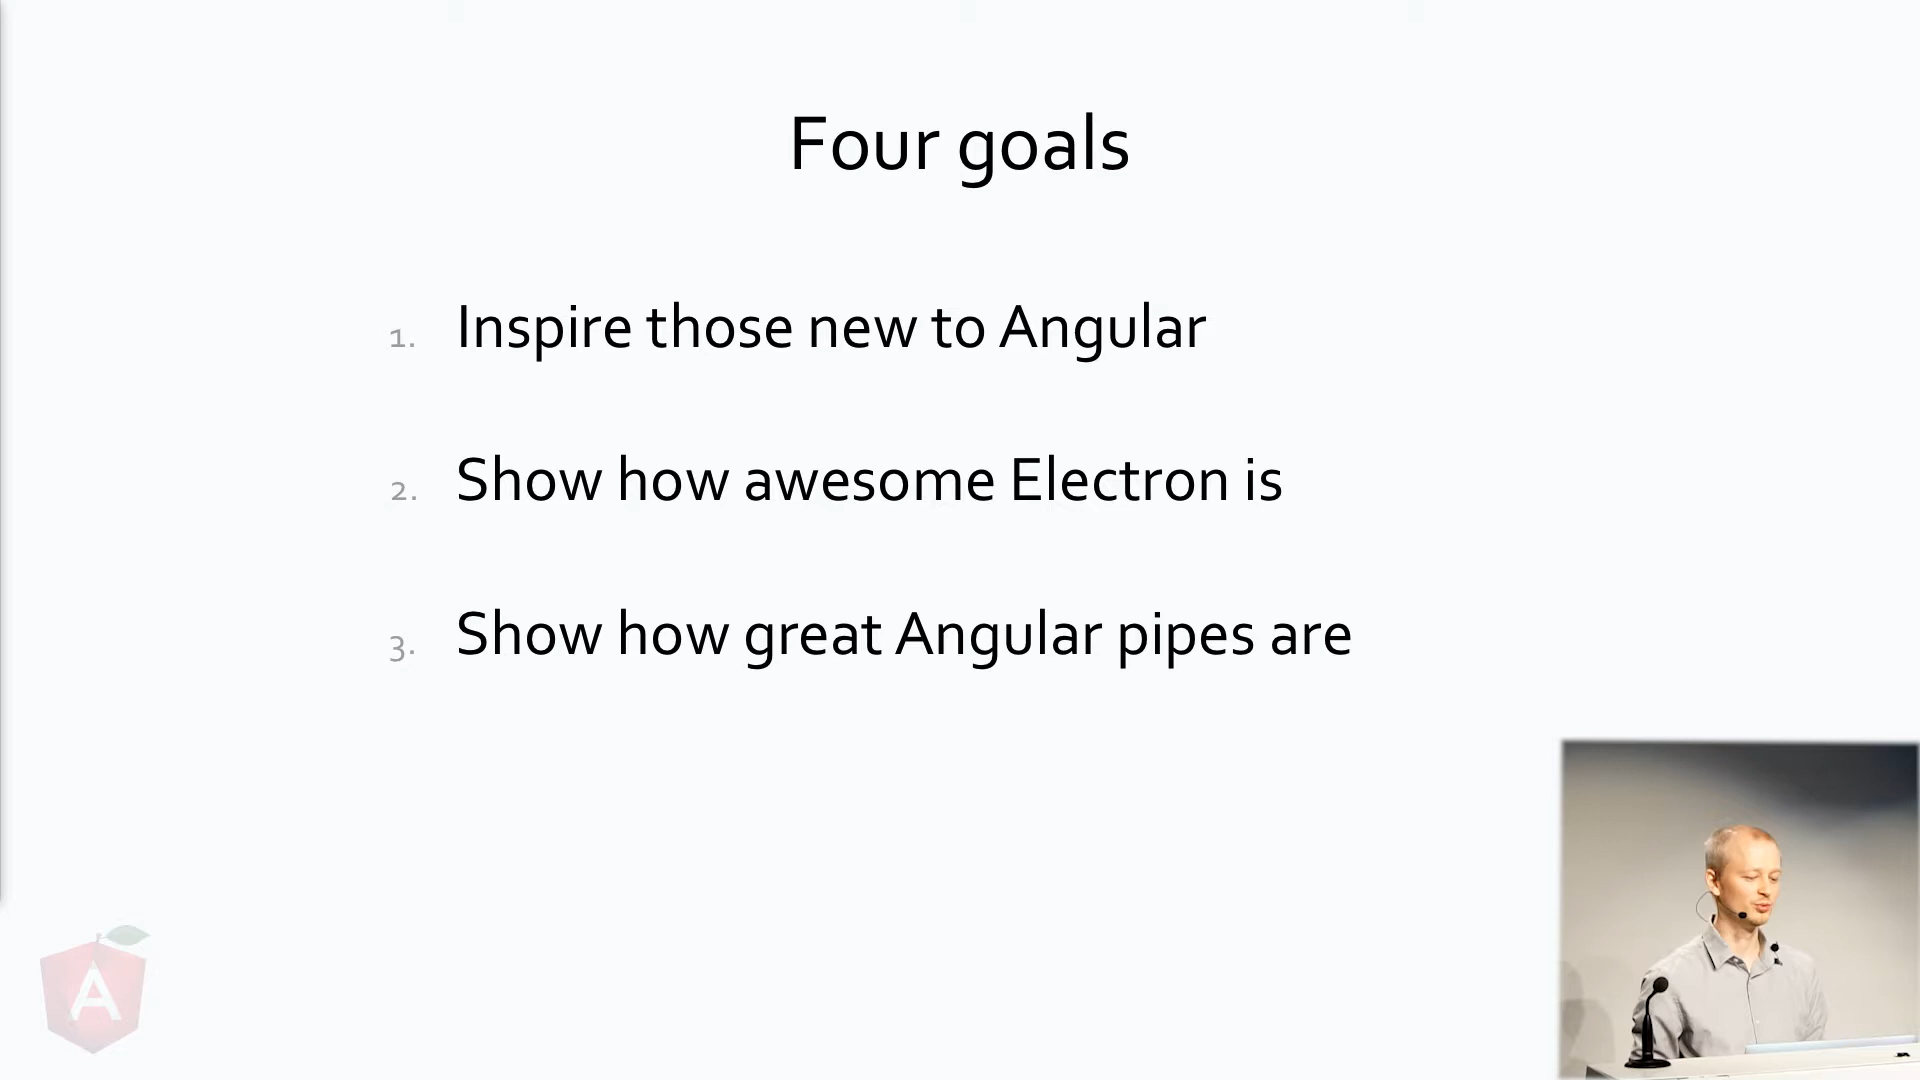 Four goals
1. Inspire those new to Angular
2. Show how awesome Electron is
3. Show how great Angular pipes are
A